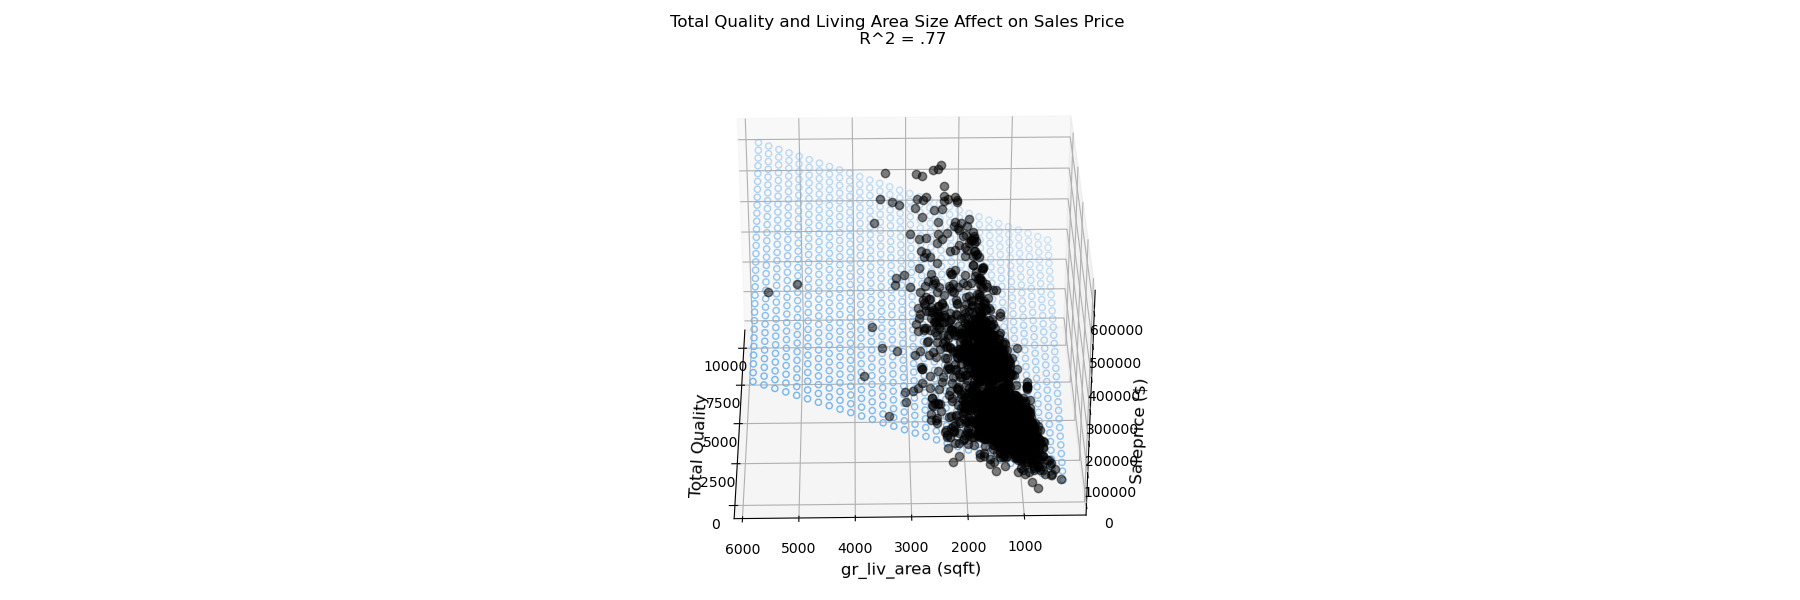 Total Quality and Living Area Size Affect on Sales Price
R^2 = .77
10000
7500
5000
2500
0
Total Quality
6000 5000 4000 3000 2000 1000
gr_liv_area (sqft)
600000
500000
400000
300000
200000
100000
0
Saleprice ($)